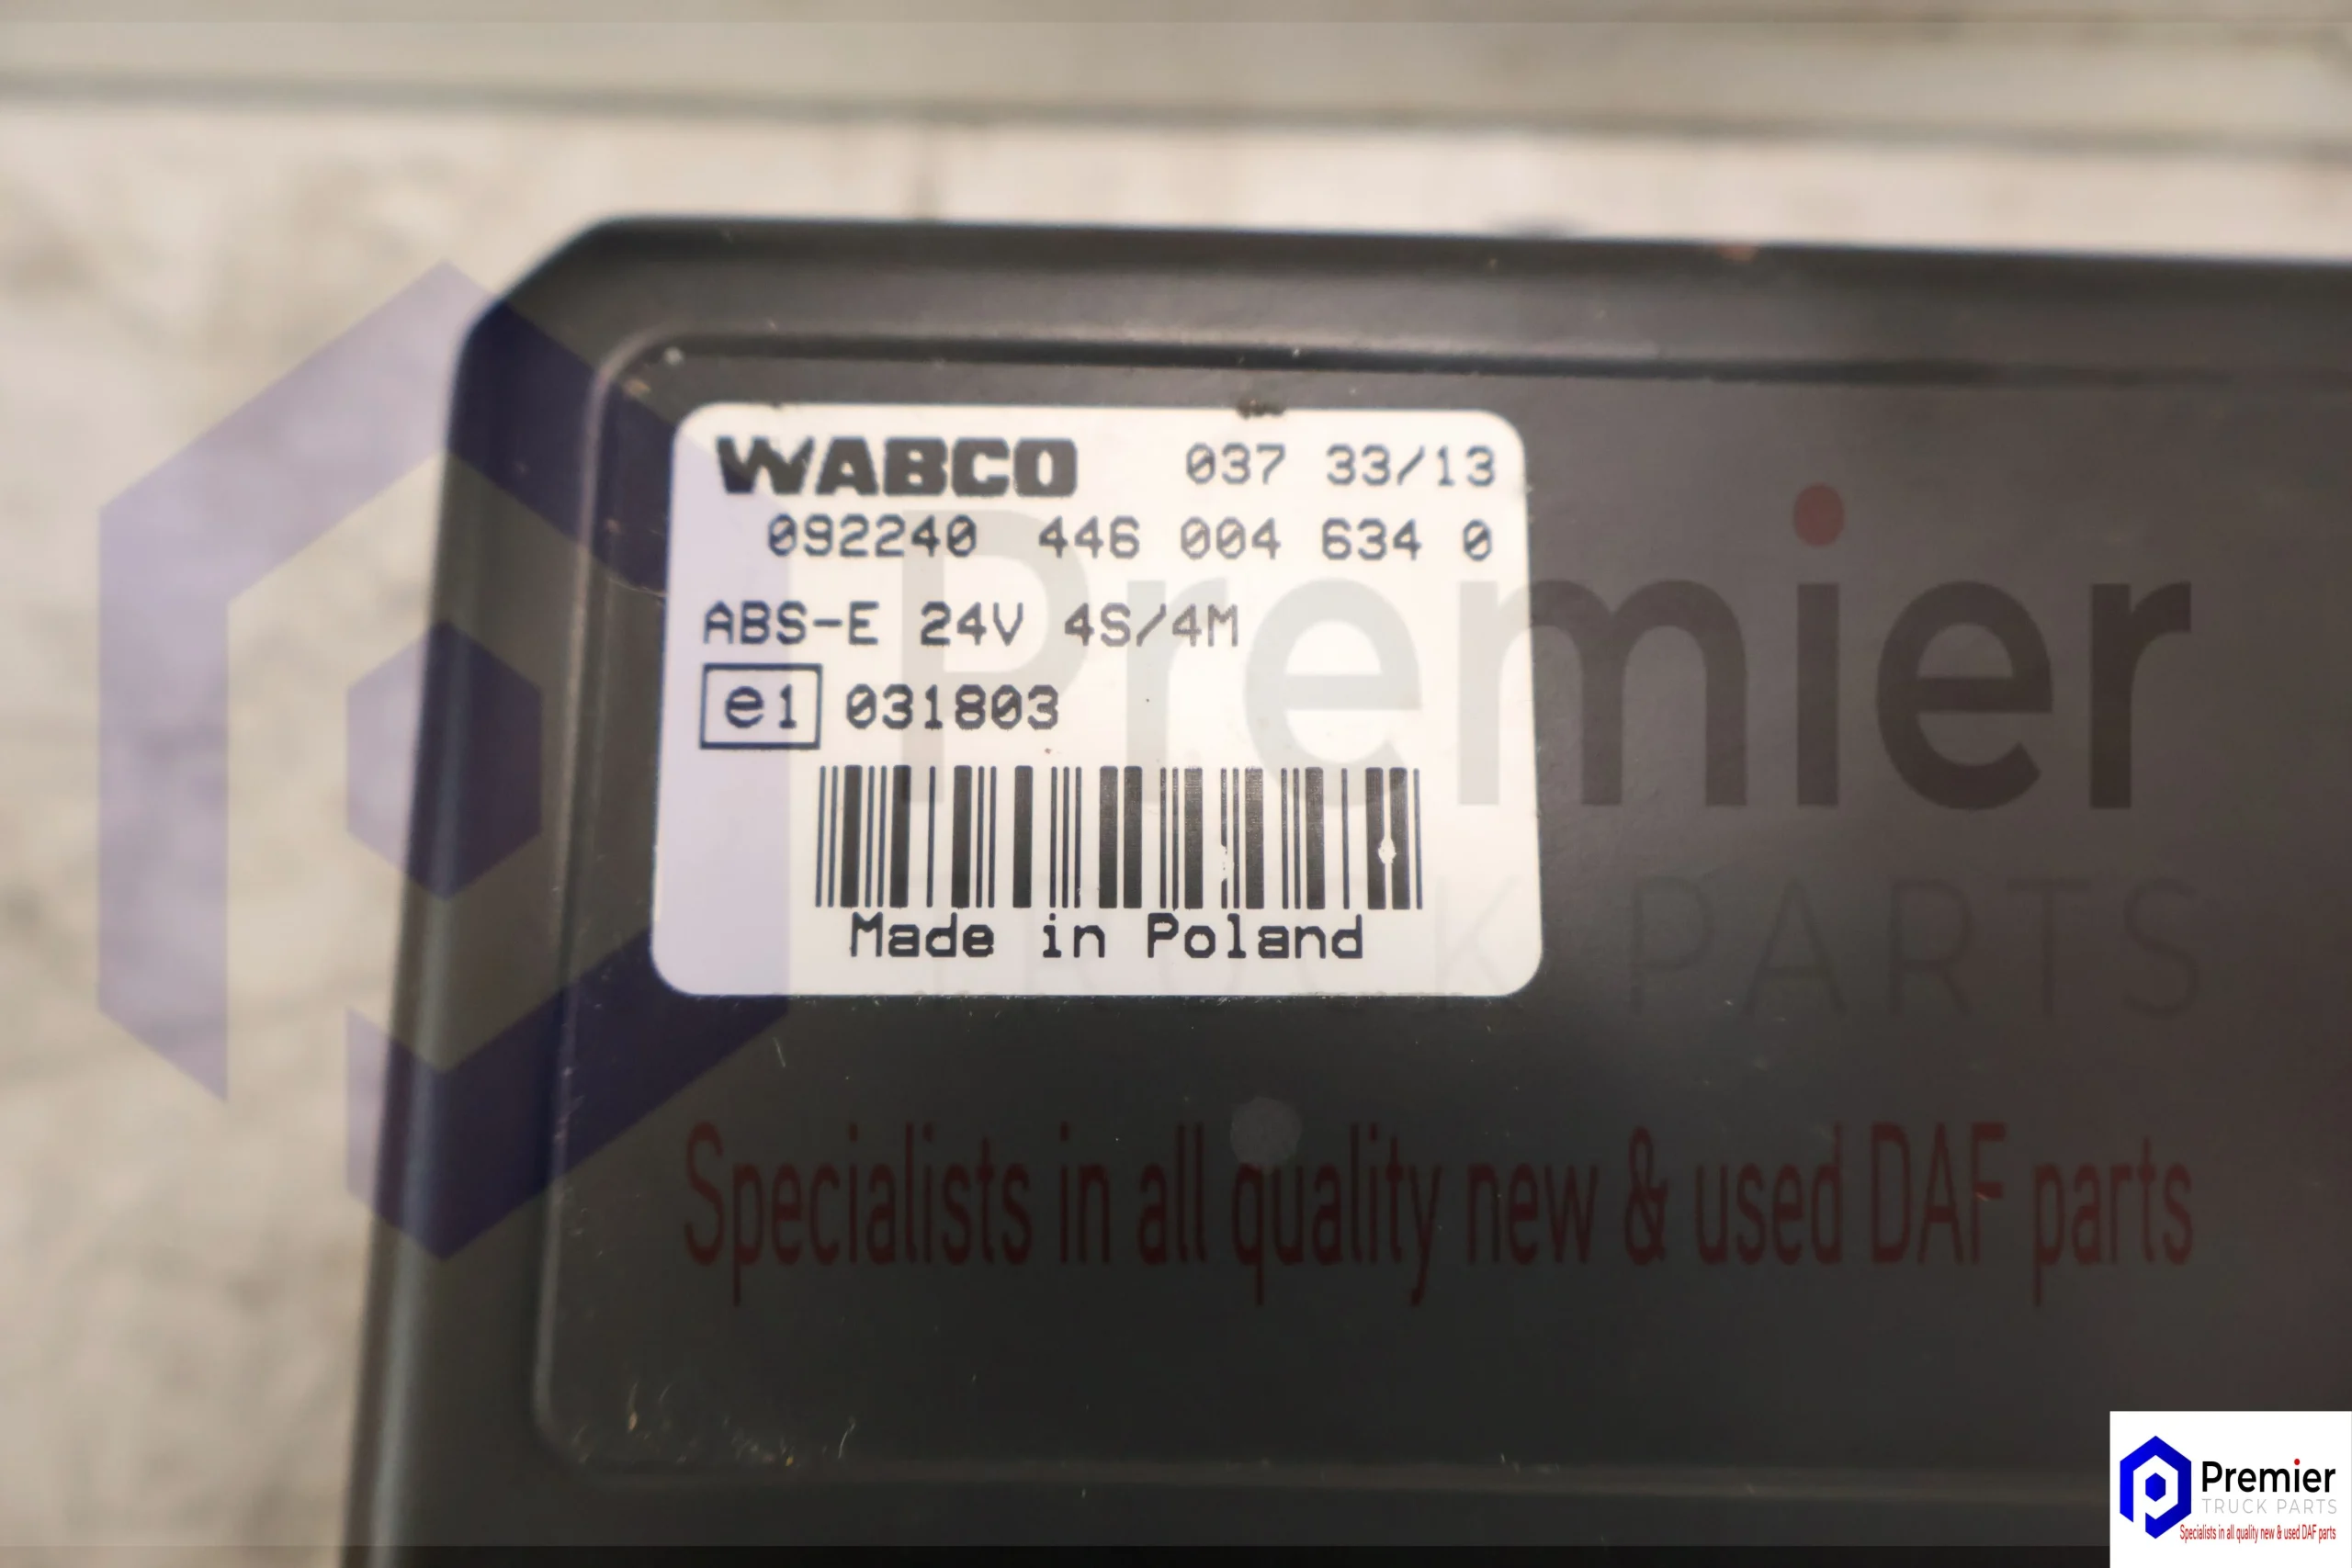 WABCO 037 33/13
092240 446 004 634 0
ABS-E 24V 4S/4M
e1 031803
Made in Poland
Premier
TRUCK PARTS
Specialists in all quality new & used DAF parts
Premier
TRUCK PARTS
Specialists in all quality new & used DAF parts